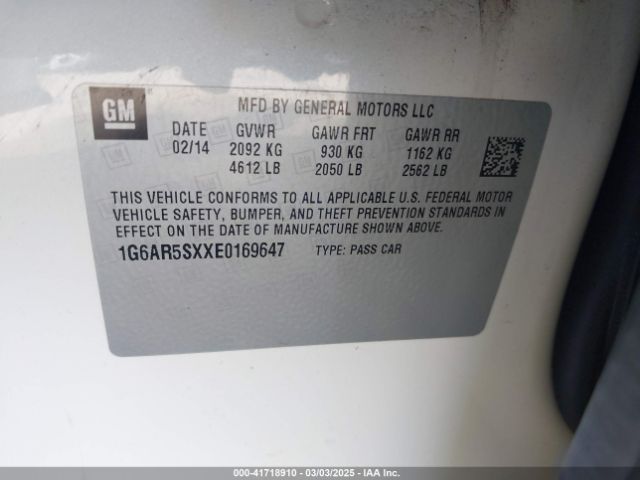 GM
MFD BY GENERAL MOTORS LLC
DATE GVWR GAWR FRT GAWR RR
02/14 2092 KG 930 KG 1162 KG
4612 LB 2050 LB 2562 LB
THIS VEHICLE CONFORMS TO ALL APPLICABLE U.S. FEDERAL MOTOR
VEHICLE SAFETY, BUMPER, AND THEFT PREVENTION STANDARDS IN
EFFECT ON THE DATE OF MANUFACTURE SHOWN ABOVE.
1G6AR5SXXE0169647 TYPE: PASS CAR
000-41718910 - 03/03/2025 - IAA Inc.